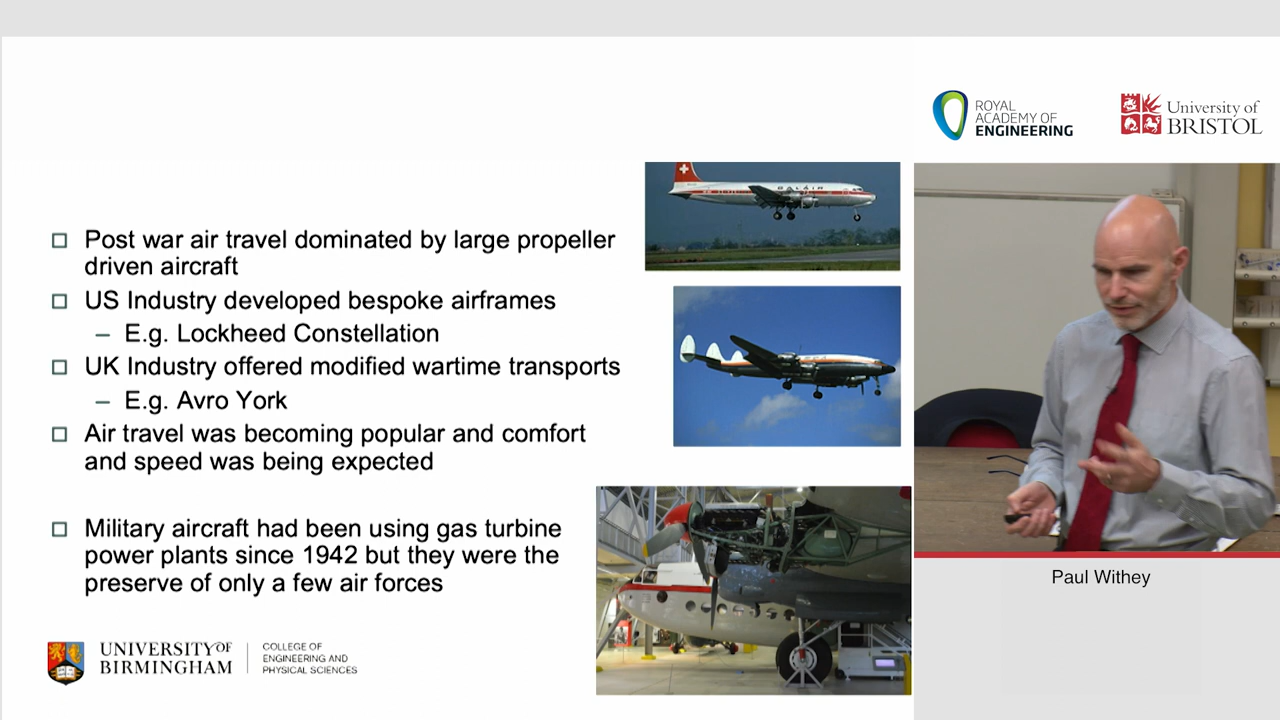 ROYAL
ACADEMY OF
ENGINEERING
University of
BRISTOL
BALAIR
Post war air travel dominated by large propeller
driven aircraft
US Industry developed bespoke airframes
– E.g. Lockheed Constellation
UK Industry offered modified wartime transports
– E.g. Avro York
Air travel was becoming popular and comfort
and speed was being expected
Military aircraft had been using gas turbine
power plants since 1942 but they were the
preserve of only a few air forces
Paul Withey
UNIVERSITY OF
BIRMINGHAM
COLLEGE OF
ENGINEERING AND
PHYSICAL SCIENCES